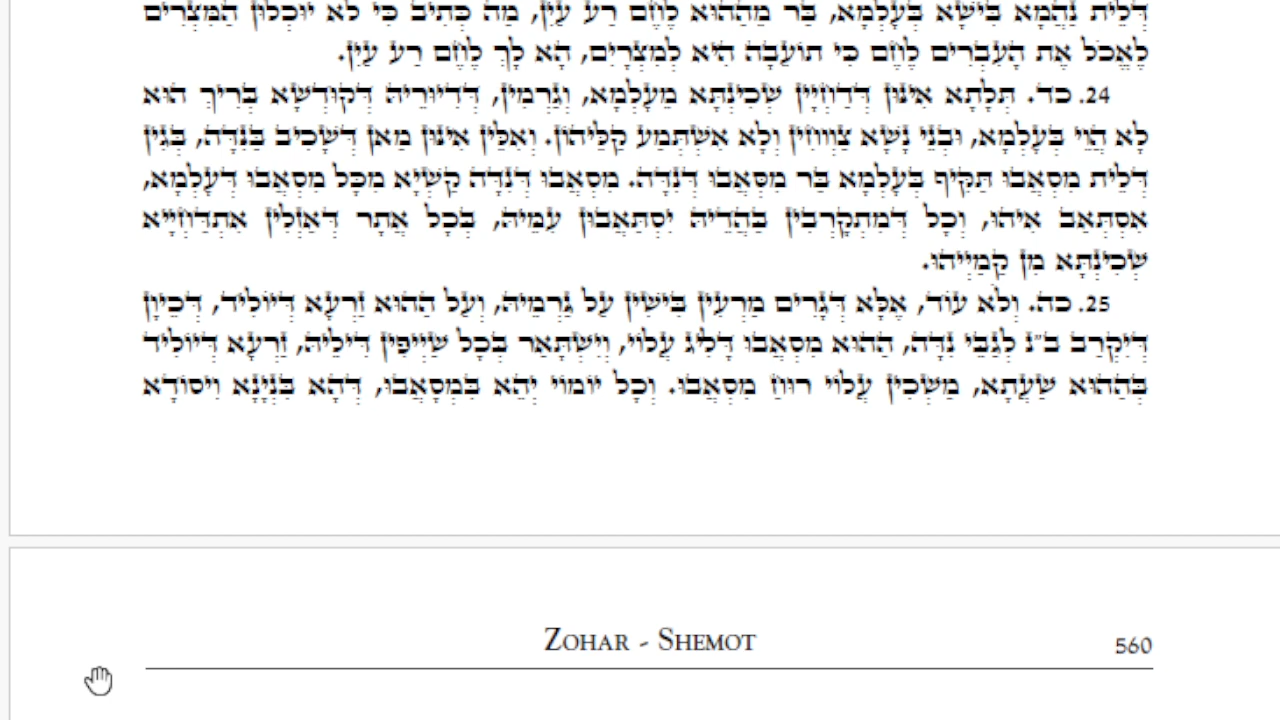 דְּלֵית נַהֲמָא בִּישָׁא בְּעָלְמָא, בַּר מֵהַהוּא לֶחֶם רַע עָיִן, מַה כְּתִיב כִּי לֹא יוּכְלוּן הַמִּצְרִים
לֶאֱכֹל אֶת הָעִבְרִים לֶחֶם כִּי תוֹעֵבָה הִיא לְמִצְרָיִם, הָא לָךְ לֶחֶם רַע עָיִן.
24. כד. תְּלָתָא אִינּוּן דְּדַחְיָין שְׁכִינְתָּא מֵעָלְמָא, וְגַרְמִין, דְּדִיּוּרֵיהּ דְּקוּדְשָׁא בְּרִיךְ הוּא
לָא הֲוֵי בְּעָלְמָא, וּבְנֵי נָשָׁא צַוְוחִין וְלָא אִשְׁתְּמַע קַלֵּיהוֹן. וְאִלֵּין אִינּוּן מַאן דְּשָׁכִיב בַּנִּדָּה, בְּגִין
דְּלֵית מִסְאֲבוּ תַּקִּיף בְּעָלְמָא בַּר מִסְּאֲבוּ דְּנִדָּה. מִסְאֲבוּ דְּנִדָּה קַשְׁיָא מִכָּל מִסְאֲבוּ דְּעָלְמָא,
אִסְתְּאַב אִיהוּ, וְכָל דְּמִתְקָרְבִין בַּהֲדֵיהּ יִסְתַּאֲבוּן עִמֵּיהּ, בְּכָל אֲתָר דְּאַזְלִין אִתְדַּחְיָיא
שְׁכִינְתָּא מִן קַמַּיְיהוּ.
25. כה. וְלֹא עוֹד, אֶלָּא דְּגָרִים מַרְעִין בִּישִׁין עַל גַּרְמֵיהּ, וְעַל הַהוּא זַרְעָא דְּיוֹלִיד, דְּכֵיוָן
דְּיִקְרַב ב"נ לְגַבֵּי נִדָּה, הַהוּא מִסְאֲבוּ דָּלִיג עֲלוֹי, וְיִשְׁתָּאַר בְּכָל שַׁיְיפִין דִּילֵיהּ, זַרְעָא דְּיוֹלִיד
בְּהַהוּא שַׁעֲתָא, מַשְׁכִין עֲלוֹי רוּחַ מִסְאֲבוּ. וְכָל יוֹמוֹי יְהֵא בִּמְסָאֲבוּ, דְּהָא בִּנְיָנָא וִיסוֹדָא
ZOHAR - SHEMOT
560